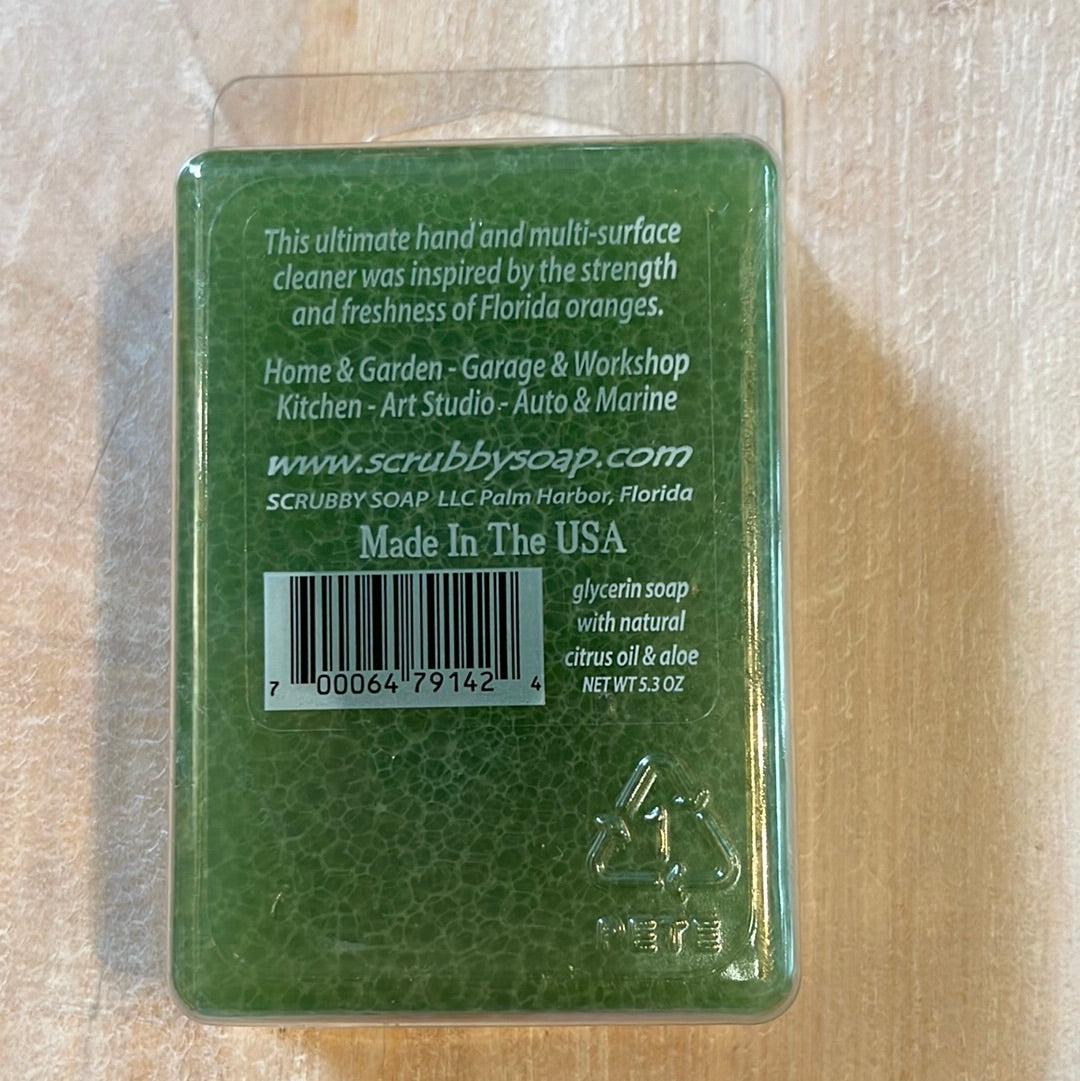 This ultimate hand and multi-surface
cleaner was inspired by the strength
and freshness of Florida oranges.
Home & Garden - Garage & Workshop
Kitchen - Art Studio - Auto & Marine
www.scrubbysoap.com
SCRUBBY SOAP LLC Palm Harbor, Florida
Made In The USA
glycerin soap
with natural
citrus oil & aloe
NET WT 5.3 OZ
7 00064 79142 4
1
PETE